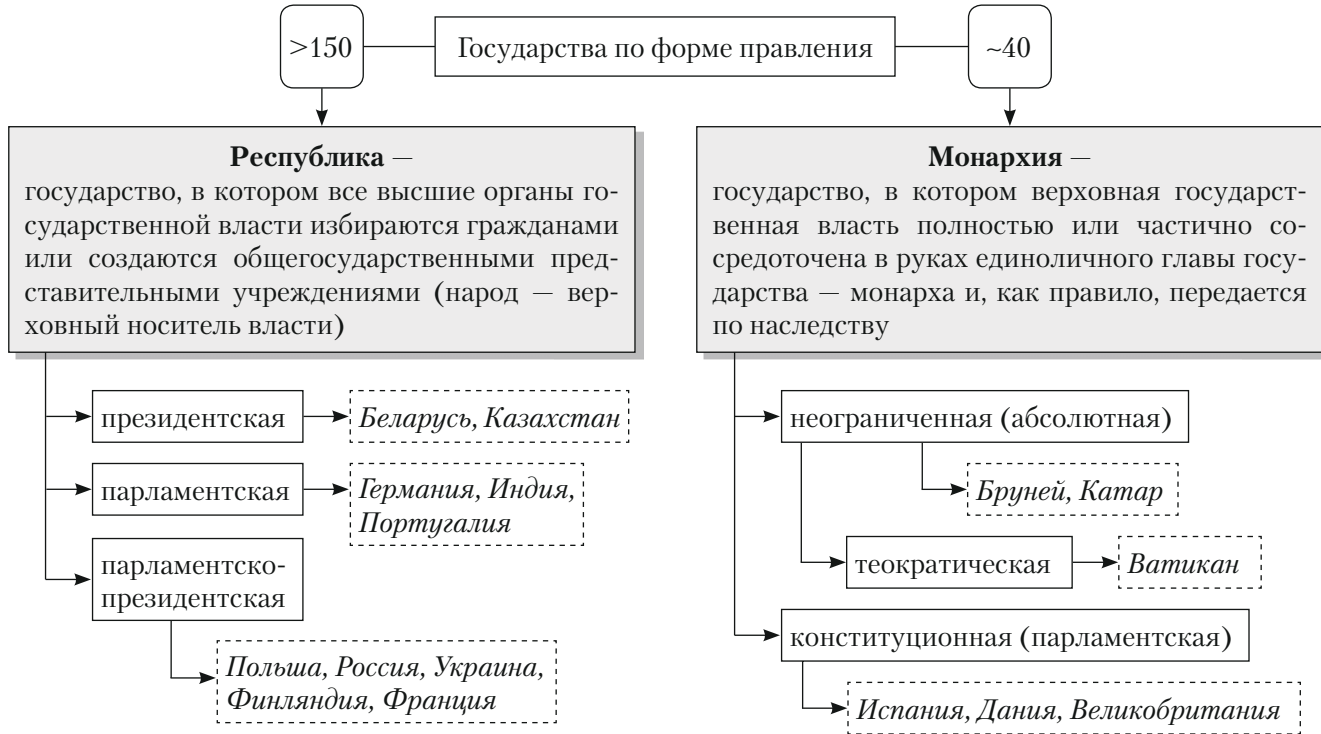 >150
Государства по форме правления
~40
Республика —
государство, в котором все высшие органы го-
сударственной власти избираются гражданами
или создаются общегосударственными пред-
ставительными учреждениями (народ — вер-
ховный носитель власти)
президентская
Беларусь, Казахстан
парламентская
Германия, Индия,
Португалия
парламентско-
президентская
Польша, Россия, Украина,
Финляндия, Франция
Монархия —
государство, в котором верховная государст-
венная власть полностью или частично со-
средоточена в руках единоличного главы госу-
дарства — монарха и, как правило, передается
по наследству
неограниченная (абсолютная)
Бруней, Катар
теократическая
Ватикан
конституционная (парламентская)
Испания, Дания, Великобритания